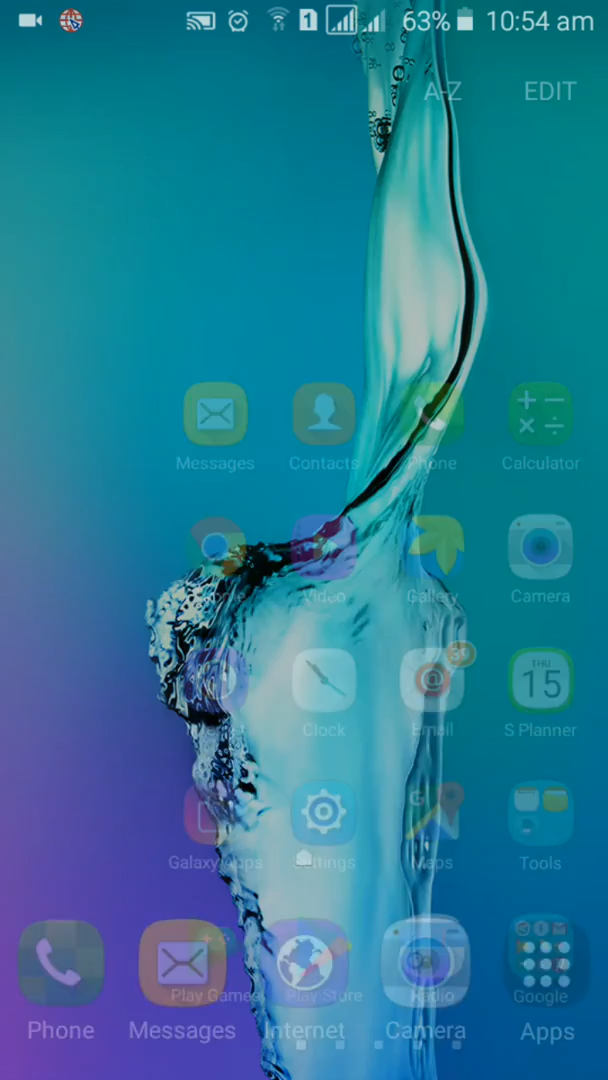 1 63% 10:54 am
A-Z EDIT
Messages Contacts Phone Calculator
Video Gallery Camera
THU
15
Clock Email S Planner
Galaxy Apps Settings Maps Tools
Play Games Play Store Radio Google
Phone Messages Internet Camera Apps